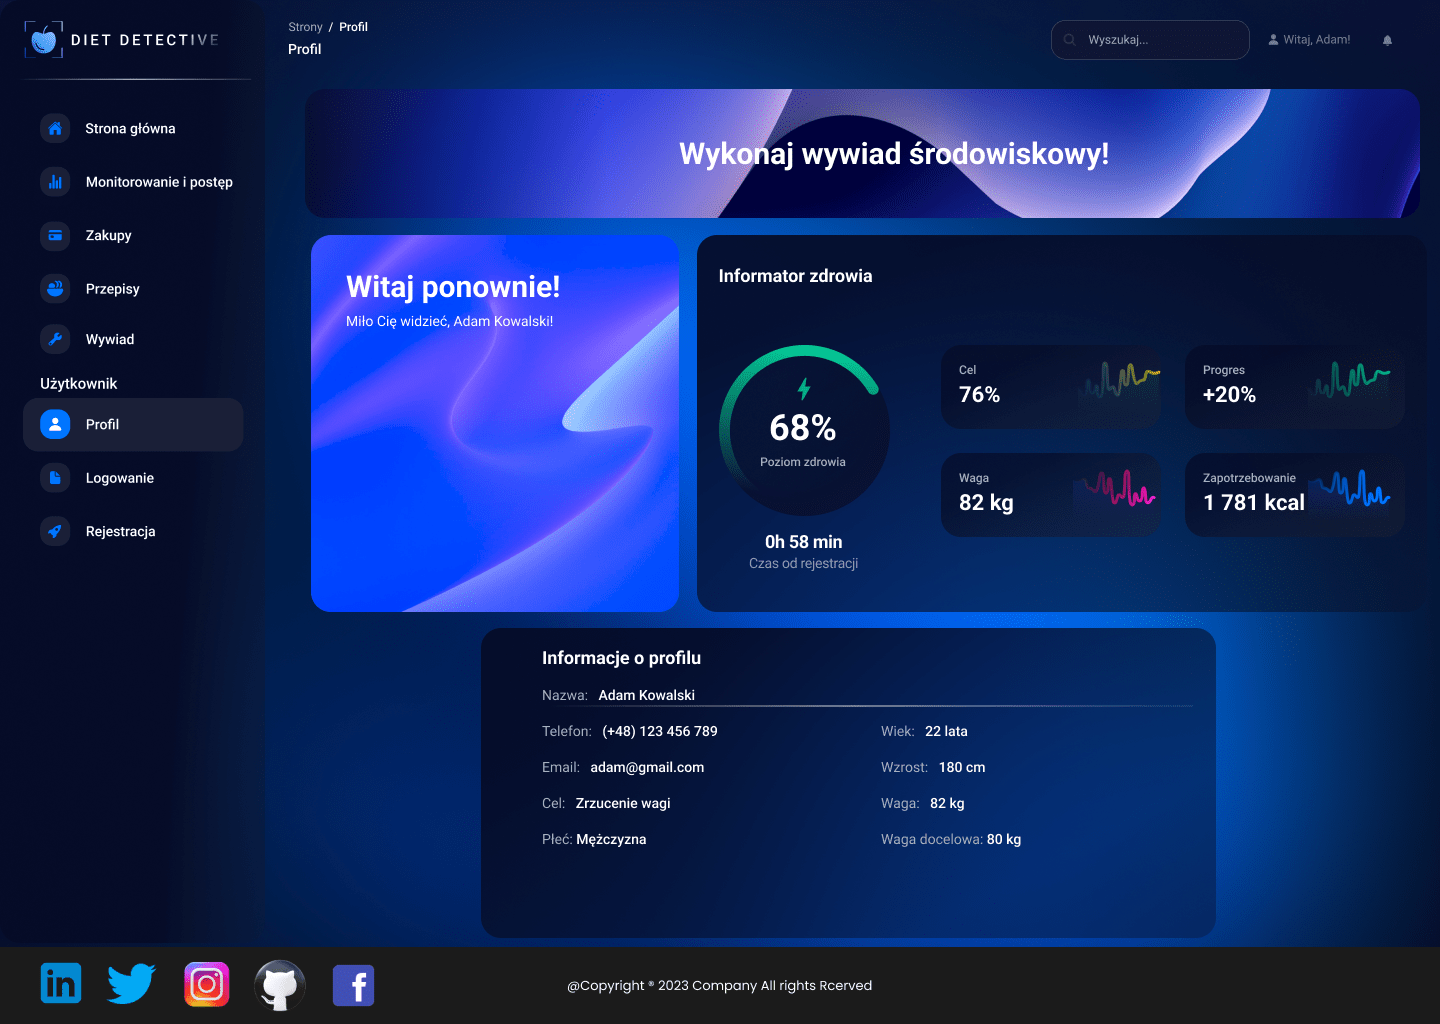 DIET DETECTIVE
Strony / Profil
Profil
Wyszukaj...
Witaj, Adam!
Strona główna
Monitorowanie i postęp
Zakupy
Przepisy
Wywiad
Użytkownik
Profil
Logowanie
Rejestracja
Wykonaj wywiad środowiskowy!
Witaj ponownie!
Miło Cię widzieć, Adam Kowalski!
Informator zdrowia
68%
Poziom zdrowia
0h 58 min
Czas od rejestracji
Cel
76%
Progres
+20%
Waga
82 kg
Zapotrzebowanie
1 781 kcal
Informacje o profilu
Nazwa: Adam Kowalski
Telefon: (+48) 123 456 789
Email: adam@gmail.com
Cel: Zrzucenie wagi
Płeć: Mężczyzna
Wiek: 22 lata
Wzrost: 180 cm
Waga: 82 kg
Waga docelowa: 80 kg
in
f
@Copyright ® 2023 Company All rights Rcerved